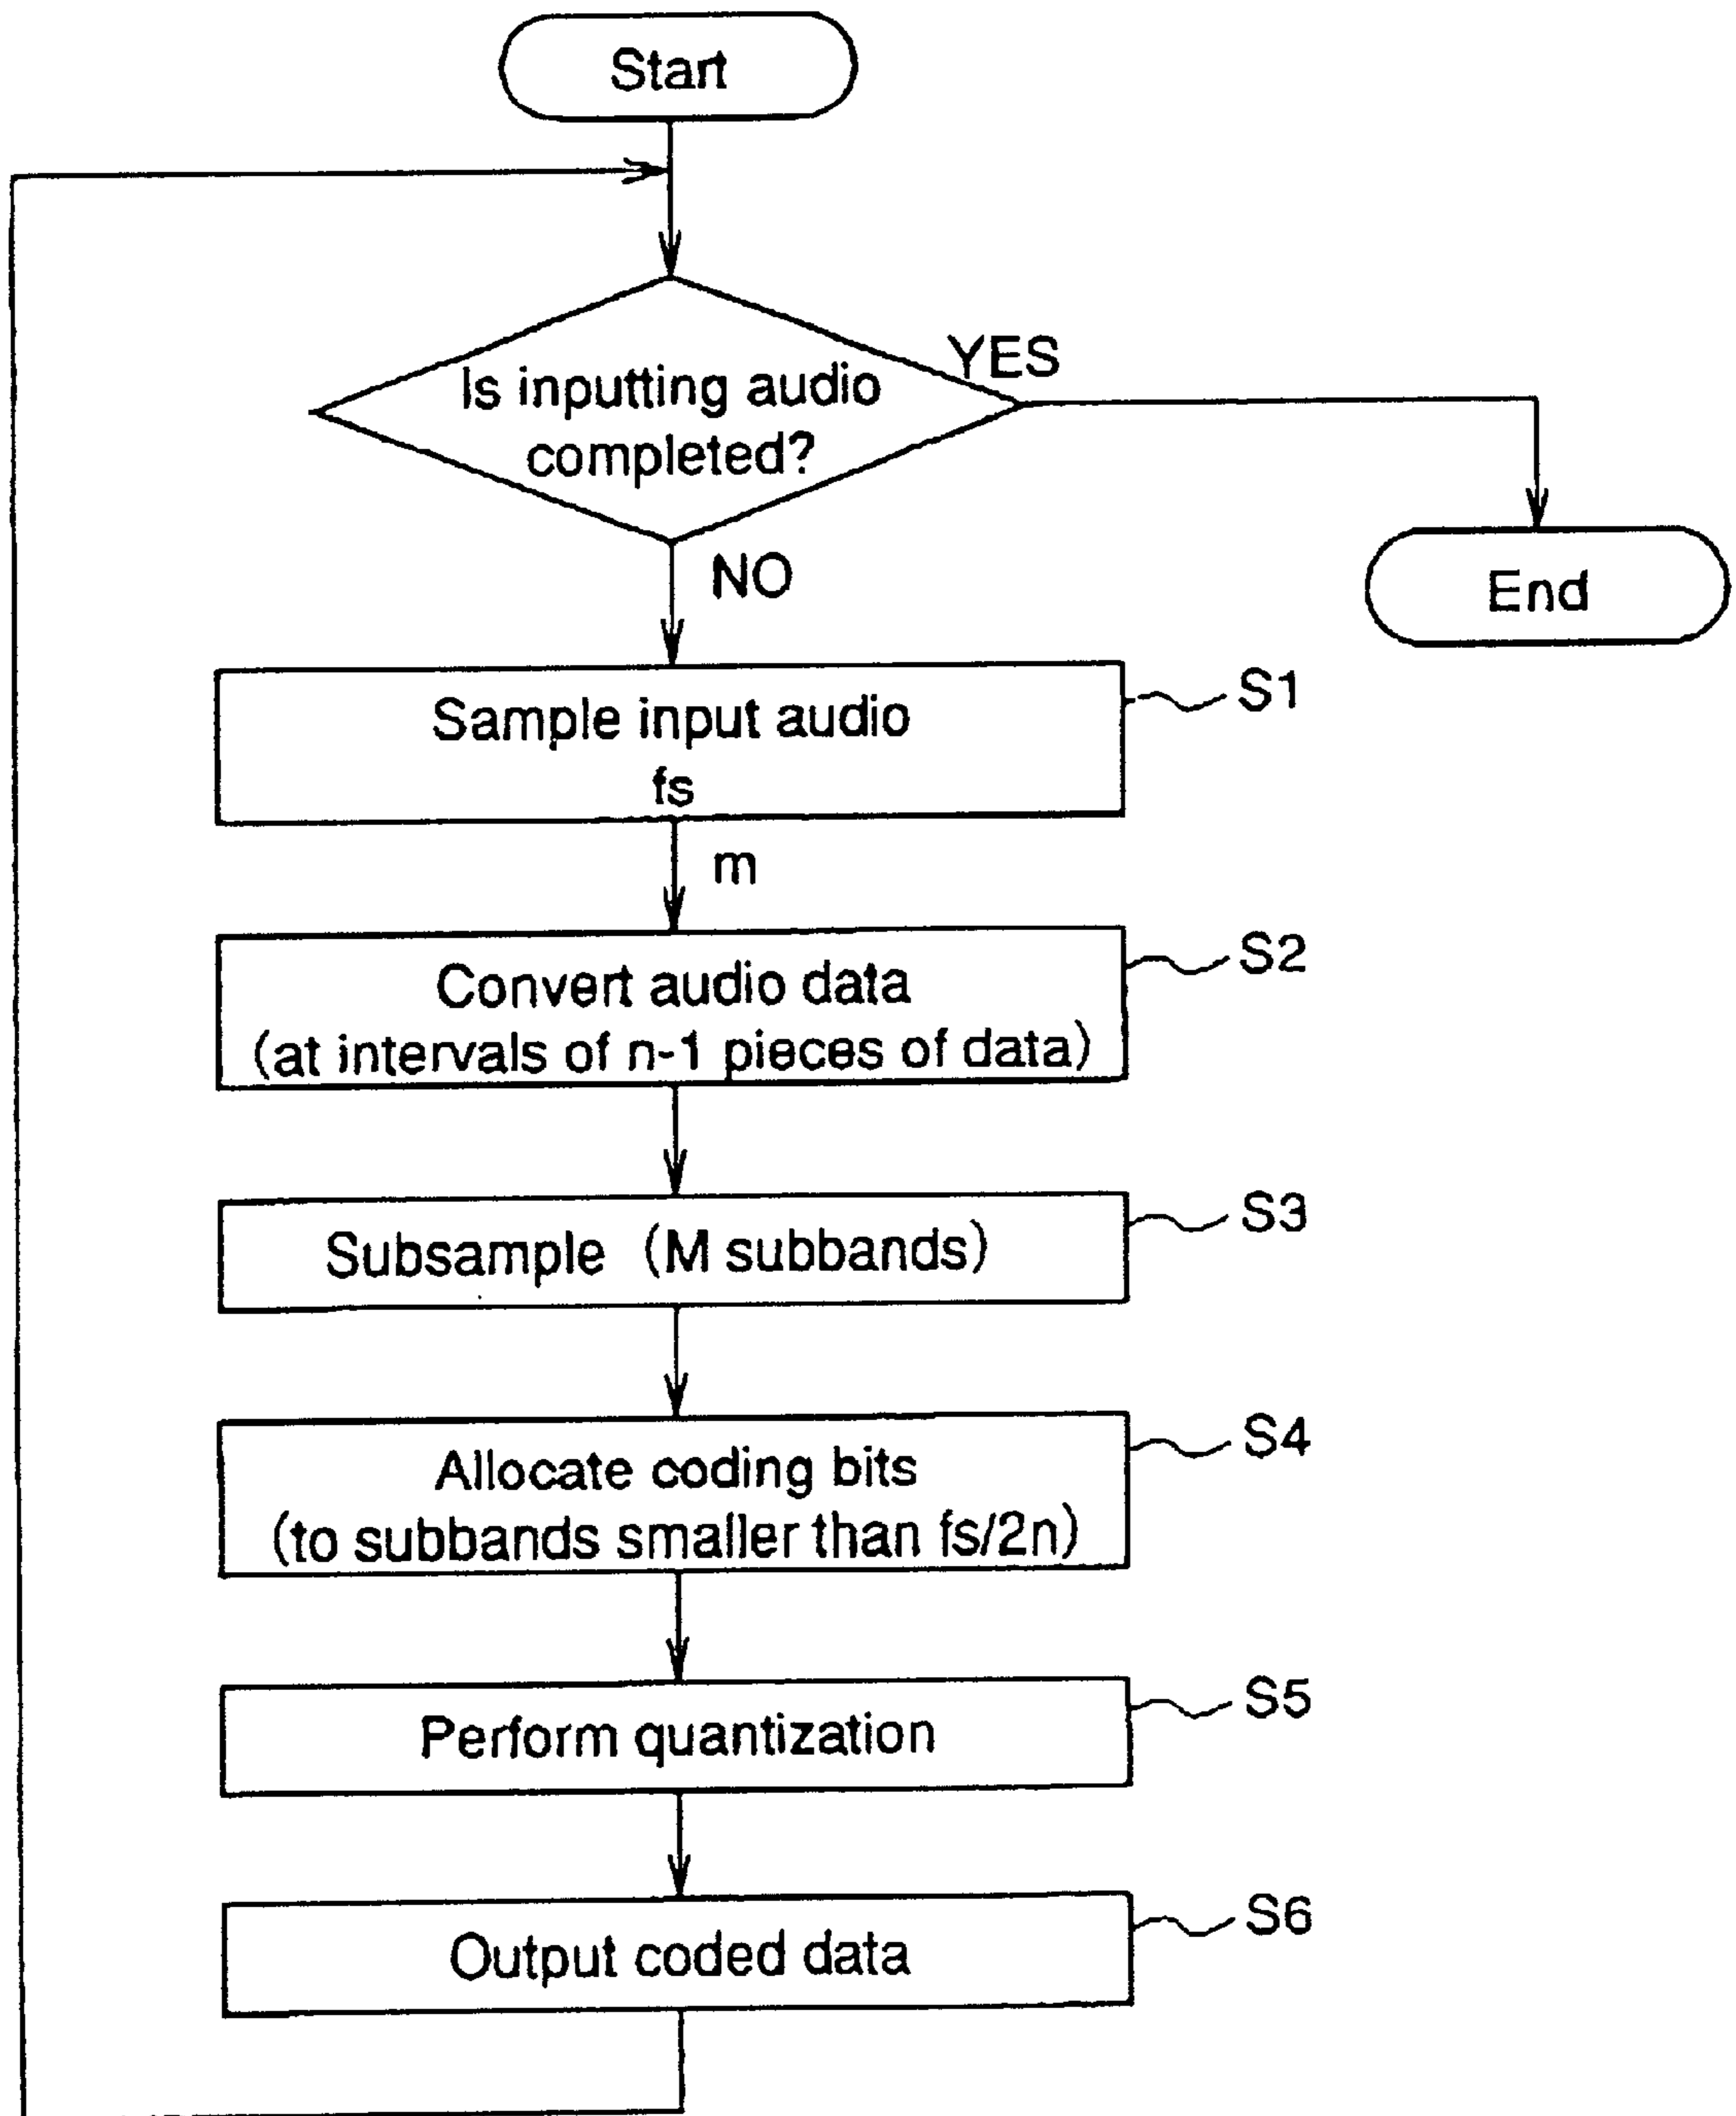 Start
YES
Is inputting audio
completed?
NO
End
Sample input audio
fs
S1
m
Convert audio data
(at intervals of n-1 pieces of data)
S2
Subsample (M subbands)
S3
Allocate coding bits
(to subbands smaller than fs/2n)
S4
Perform quantization
S5
Output coded data
S6